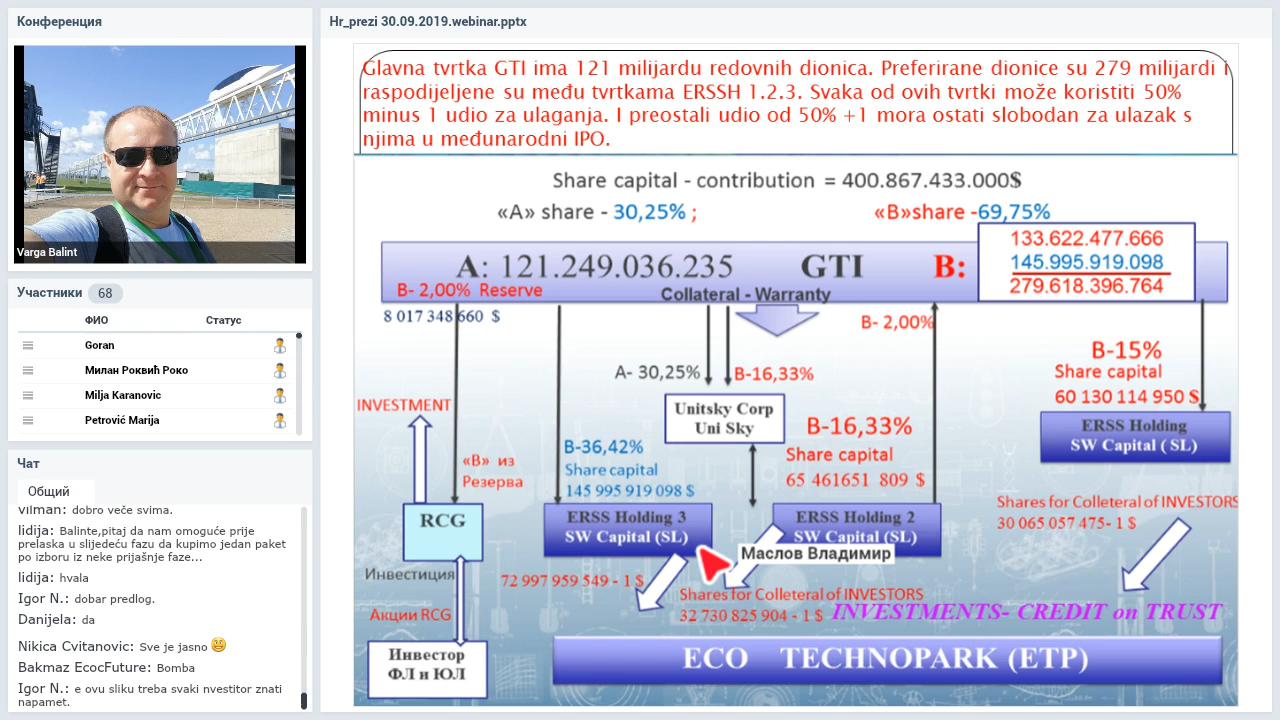 Конференция
Varga Balint
Участники 68
ФИО Статус
Goran
Милан Роквић Роко
Milja Karanovic
Petrović Marija
Чат
Общий
vilman: dobro veče svima.
lidija: Balinte,pitaj da nam omoguće prije
prelaska u slijedeću fazu da kupimo jedan paket
po izboru iz neke prijašnje faze...
lidija: hvala
Igor N.: dobar predlog.
Danijela: da
Nikica Cvitanovic: Sve je jasno
Bakmaz EcocFuture: Bomba
Igor N.: e ovu sliku treba svaki nvestitor znati
napamet.
Hr_prezi 30.09.2019.webinar.pptx
Glavna tvrtka GTI ima 121 milijardu redovnih dionica. Preferirane dionice su 279 milijardi i
raspodijeljene su među tvrtkama ERSSH 1.2.3. Svaka od ovih tvrtki može koristiti 50%
minus 1 udio za ulaganja. I preostali udio od 50% +1 mora ostati slobodan za ulazak s
njima u međunarodni IPO.
Share capital - contribution = 400.867.433.000$
«A» share - 30,25% ; «B»share -69,75%
133.622.477.666
A: 121.249.036.235 GTI B: 145.995.919.098
279.618.396.764
B- 2,00% Reserve
Collateral - Warranty
8 017 348 660 $
B- 2,00%
A- 30,25% B-16,33%
B-15%
Share capital
60 130 114 950 $
INVESTMENT
Unitsky Corp
Uni Sky
ERSS Holding
SW Capital ( SL)
B-16,33%
Share capital
65 461651 809 $
B-36,42%
Share capital
145 995 919 098 $
«В» из
Резерва
Shares for Colleteral of INVESTORS
30 065 057 475- 1 $
RCG
ERSS Holding 3
SW Capital (SL)
ERSS Holding 2
SW Capital (SL)
Маслов Владимир
Инвестиция
72 997 959 549 - 1 $
Shares for Colleteral of INVESTORS
32 730 825 904 - 1 $
INVESTMENTS- CREDIT on TRUST
Акции RCG
Инвестор
ФЛ и ЮЛ
ECO TECHNOPARK (ETP)